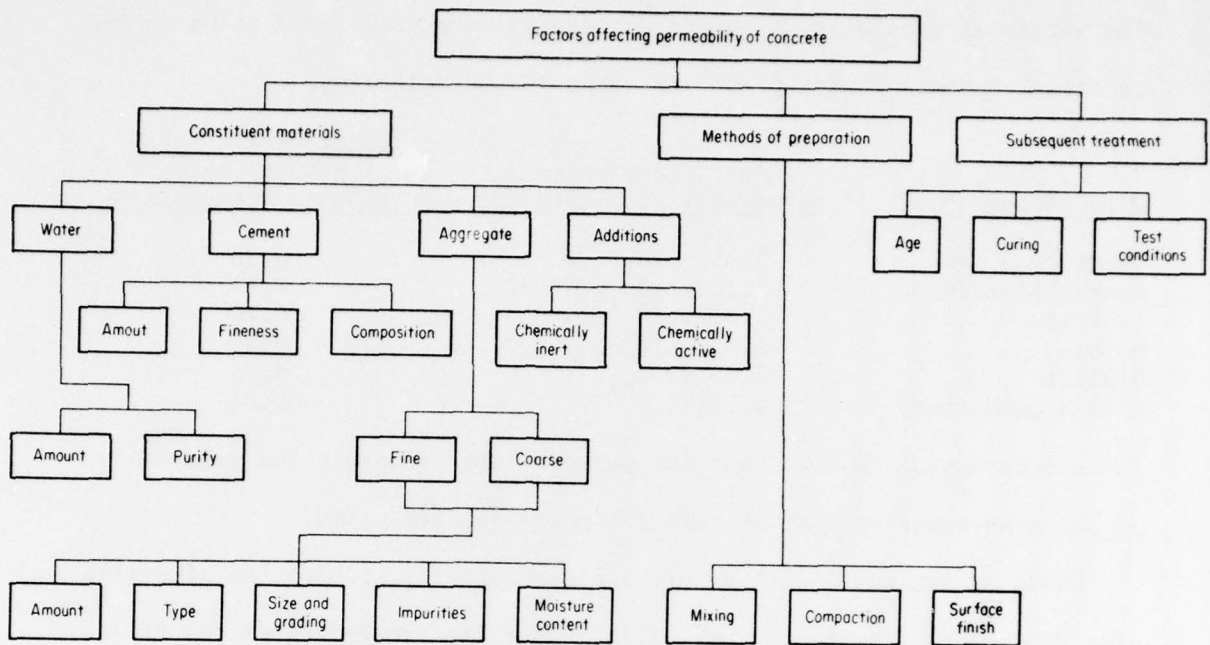 Factors affecting permeability of concrete
Constituent materials
Methods of preparation
Subsequent treatment
Water
Cement
Aggregate
Additions
Age
Curing
Test
conditions
Amout
Fineness
Composition
Chemically
inert
Chemically
active
Amount
Purity
Fine
Coarse
Amount
Type
Size and
grading
Impurities
Moisture
content
Mixing
Compaction
Surface
finish